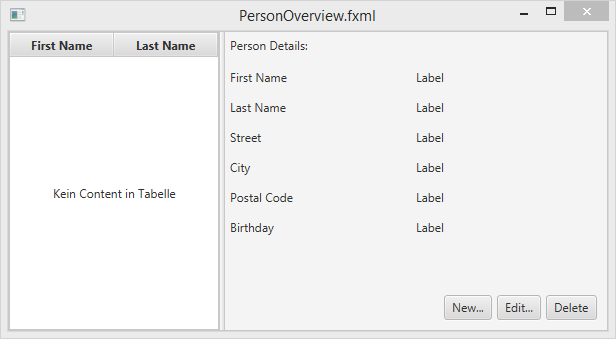 PersonOverview.fxml
First Name Last Name
Kein Content in Tabelle
Person Details:
First Name Label
Last Name Label
Street Label
City Label
Postal Code Label
Birthday Label
New... Edit... Delete